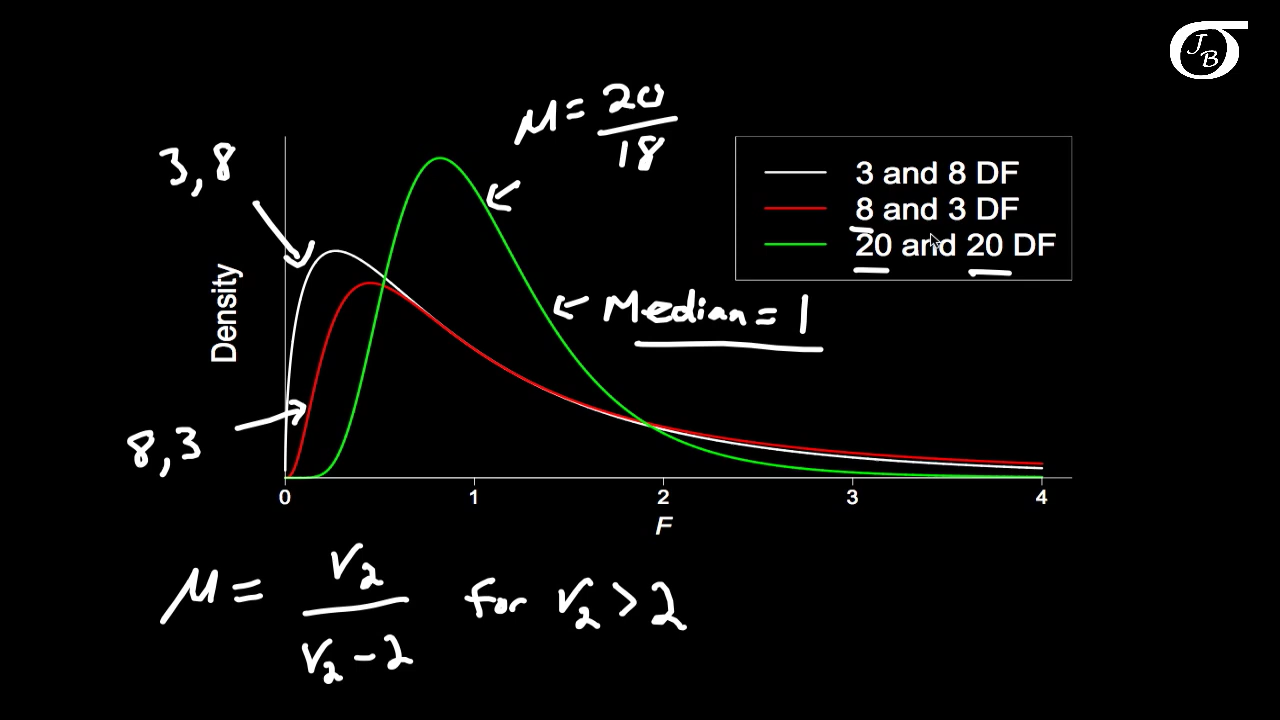 JB
μ = 20
18
3,8
3 and 8 DF
8 and 3 DF
20 and 20 DF
Density
Median = 1
8,3
0 1 2 3 4
F
μ = ν₂
ν₂ - 2
for ν₂ > 2